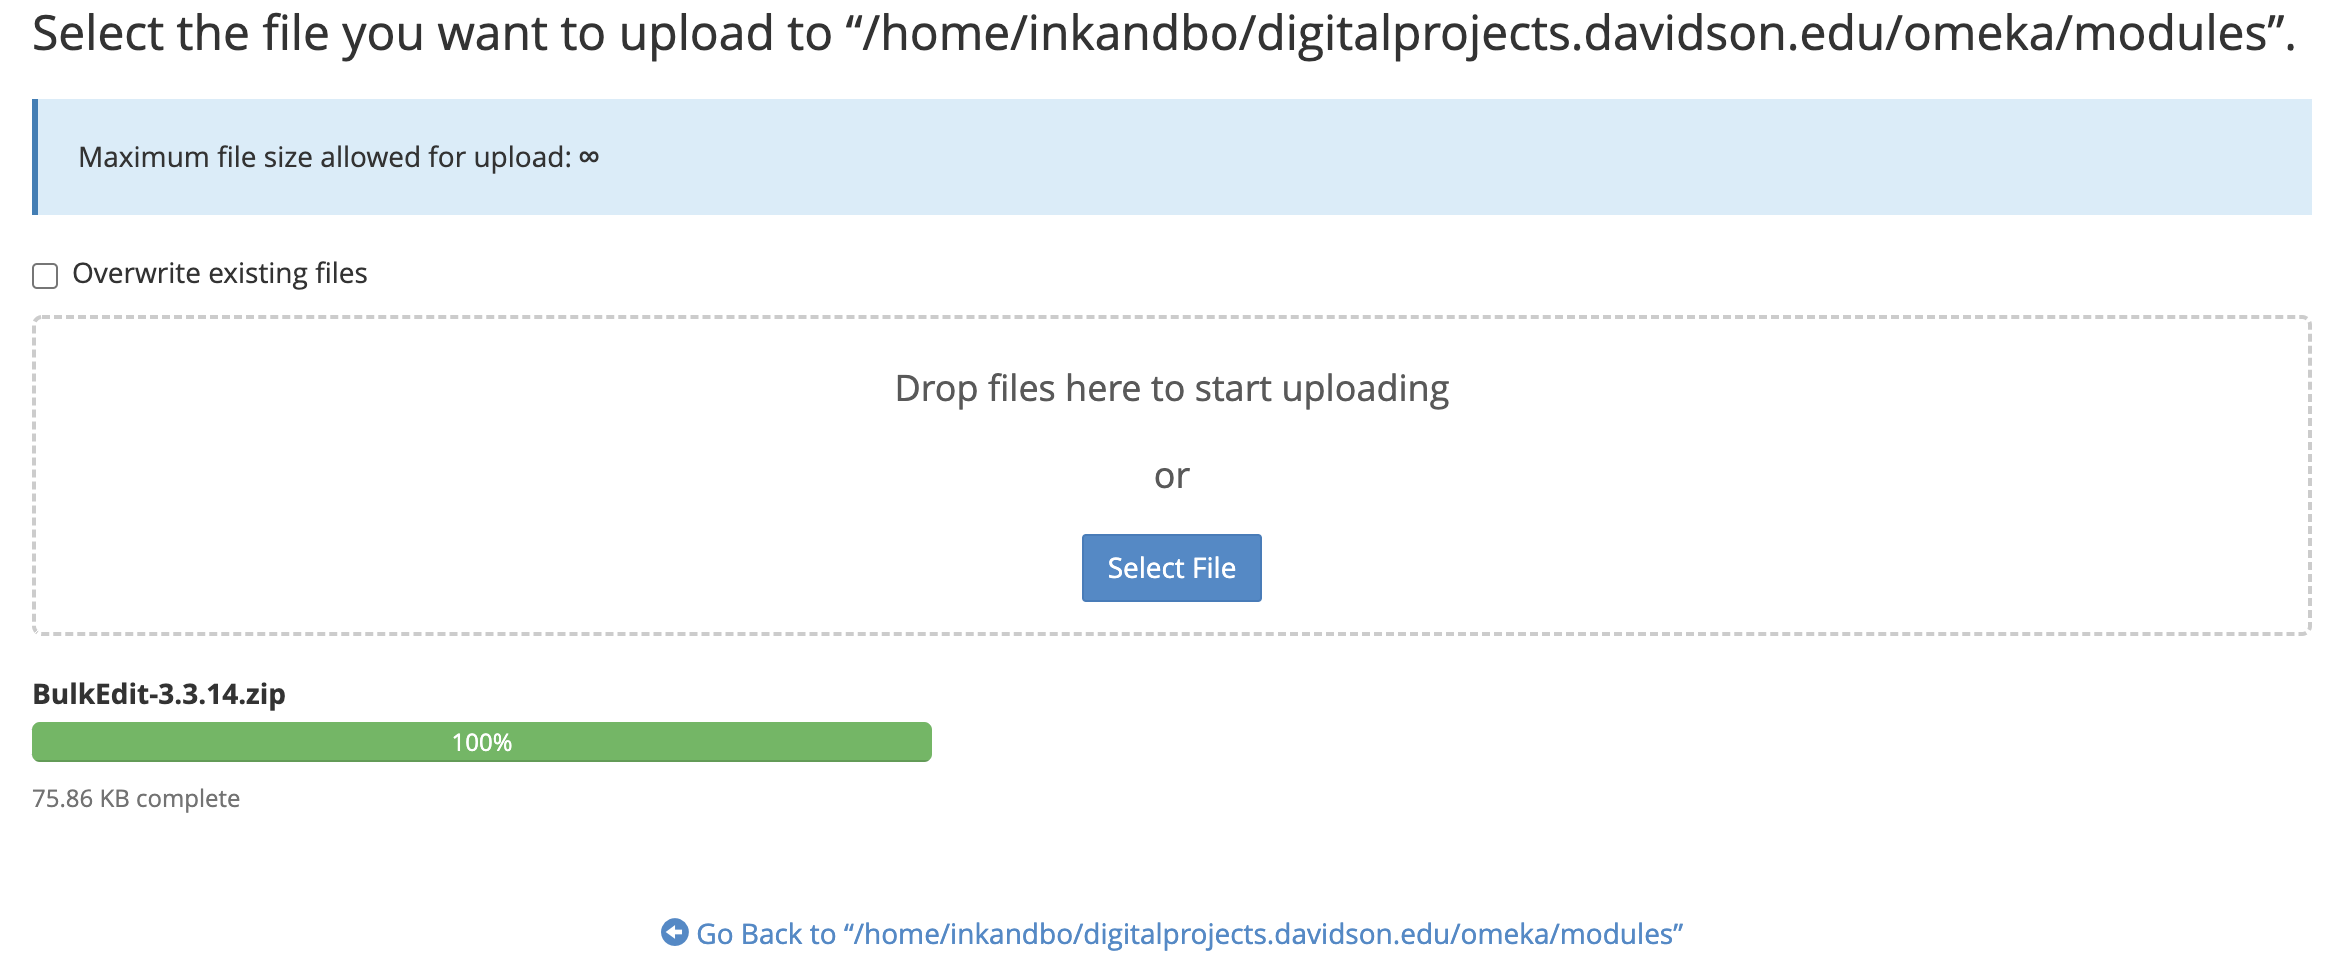 Select the file you want to upload to “/home/inkandbo/digitalprojects.davidson.edu/omeka/modules”.
Maximum file size allowed for upload: ∞
Overwrite existing files
Drop files here to start uploading
or
Select File
BulkEdit-3.3.14.zip
100%
75.86 KB complete
Go Back to “/home/inkandbo/digitalprojects.davidson.edu/omeka/modules”